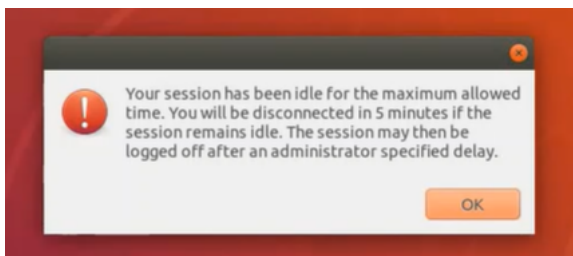 Your session has been idle for the maximum allowed
time. You will be disconnected in 5 minutes if the
session remains idle. The session may then be
logged off after an administrator specified delay.
OK